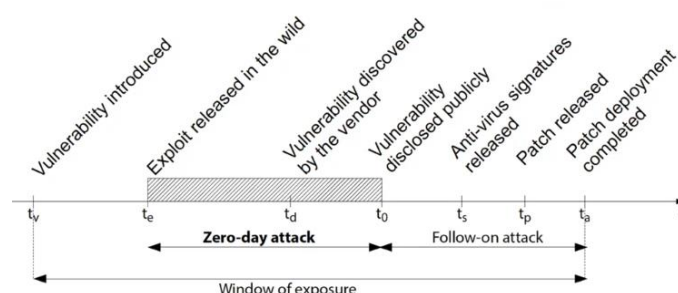 Vulnerability introduced
Exploit released in the wild
Vulnerability discovered
by the vendor
Vulnerability
disclosed publicly
Anti-virus signatures
released
Patch released
Patch deployment
completed
tv te td t0 ts tp ta
Zero-day attack Follow-on attack
Window of exposure